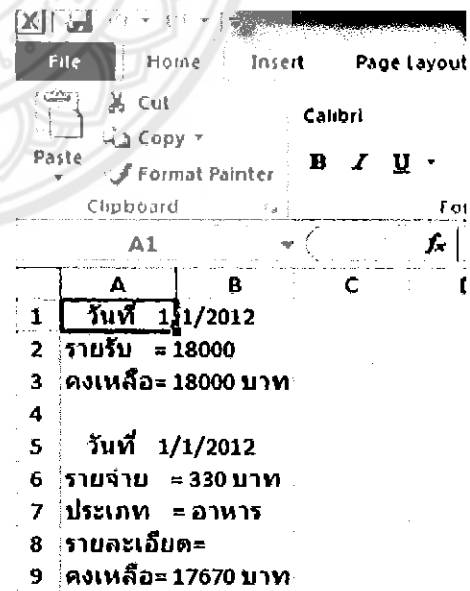 File Home Insert Page Layout
Cut
Copy
Paste
Format Painter
Clipboard
Calibri
B I U
A1 fx
A B C
1 วันที่ 1/1/2012
2 รายรับ = 18000
3 คงเหลือ= 18000 บาท
4
5 วันที่ 1/1/2012
6 รายจ่าย = 330 บาท
7 ประเภท = อาหาร
8 รายละเอียด=
9 คงเหลือ= 17670 บาท